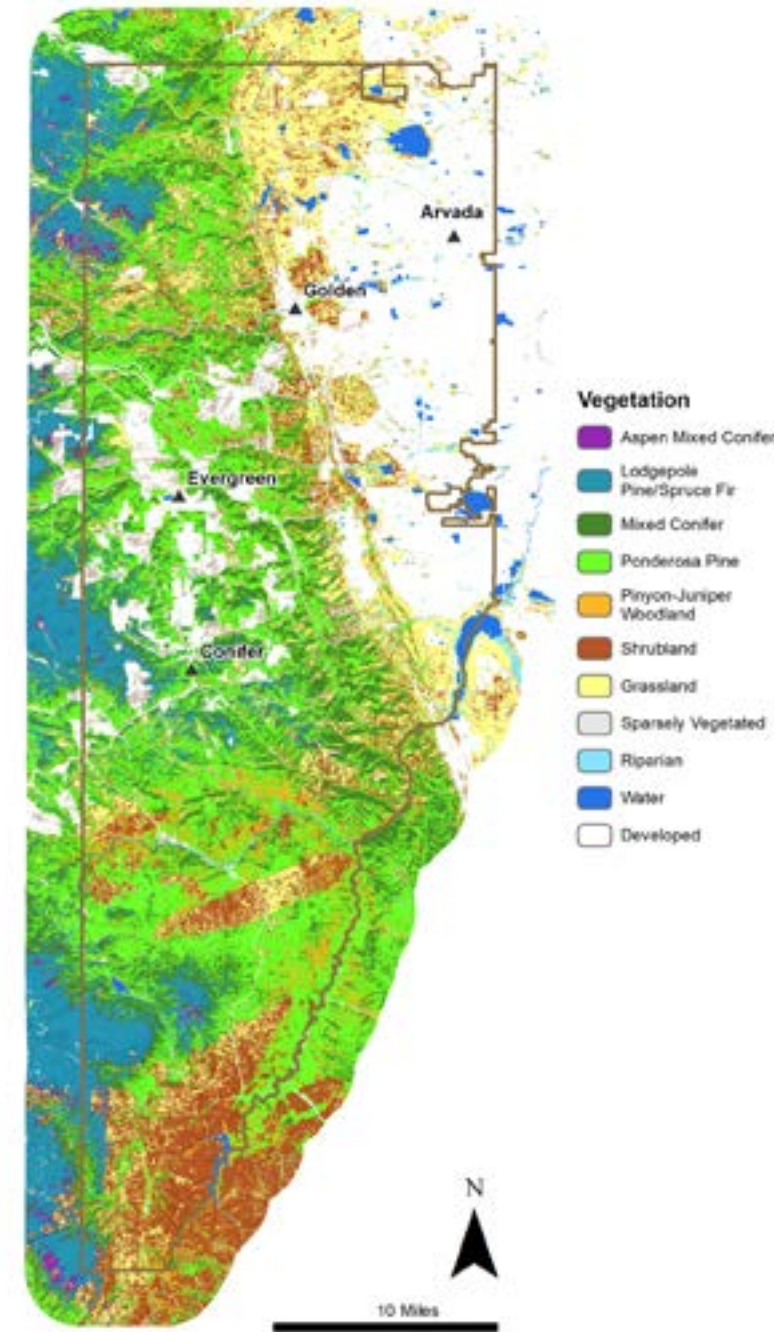 Arvada
Golden
Evergreen
Conifer
Vegetation
Aspen Mixed Conifer
Lodgepole
Pine/Spruce Fir
Mixed Conifer
Ponderosa Pine
Pinyon-Juniper
Woodland
Shrubland
Grassland
Sparsely Vegetated
Riparian
Water
Developed
N
10 Miles